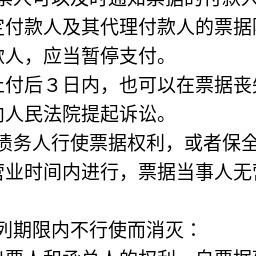 票人可以及时通知票据的付款人
定付款人及其代理付款人的票据除
款人，应当暂停支付。
止付后３日内，也可以在票据丧失
向人民法院提起诉讼。
债务人行使票据权利，或者保全
营业时间内进行，票据当事人无营
列期限内不行使而消灭：